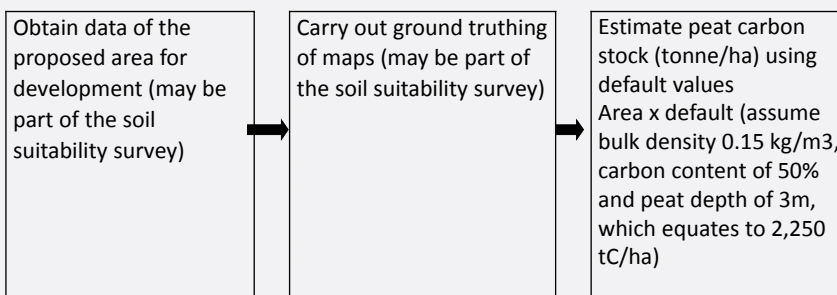 Obtain data of the
proposed area for
development (may be
part of the soil
suitability survey)
Carry out ground truthing
of maps (may be part of
the soil suitability survey)
Estimate peat carbon
stock (tonne/ha) using
default values
Area x default (assume
bulk density 0.15 kg/m3,
carbon content of 50%
and peat depth of 3m,
which equates to 2,250
tC/ha)